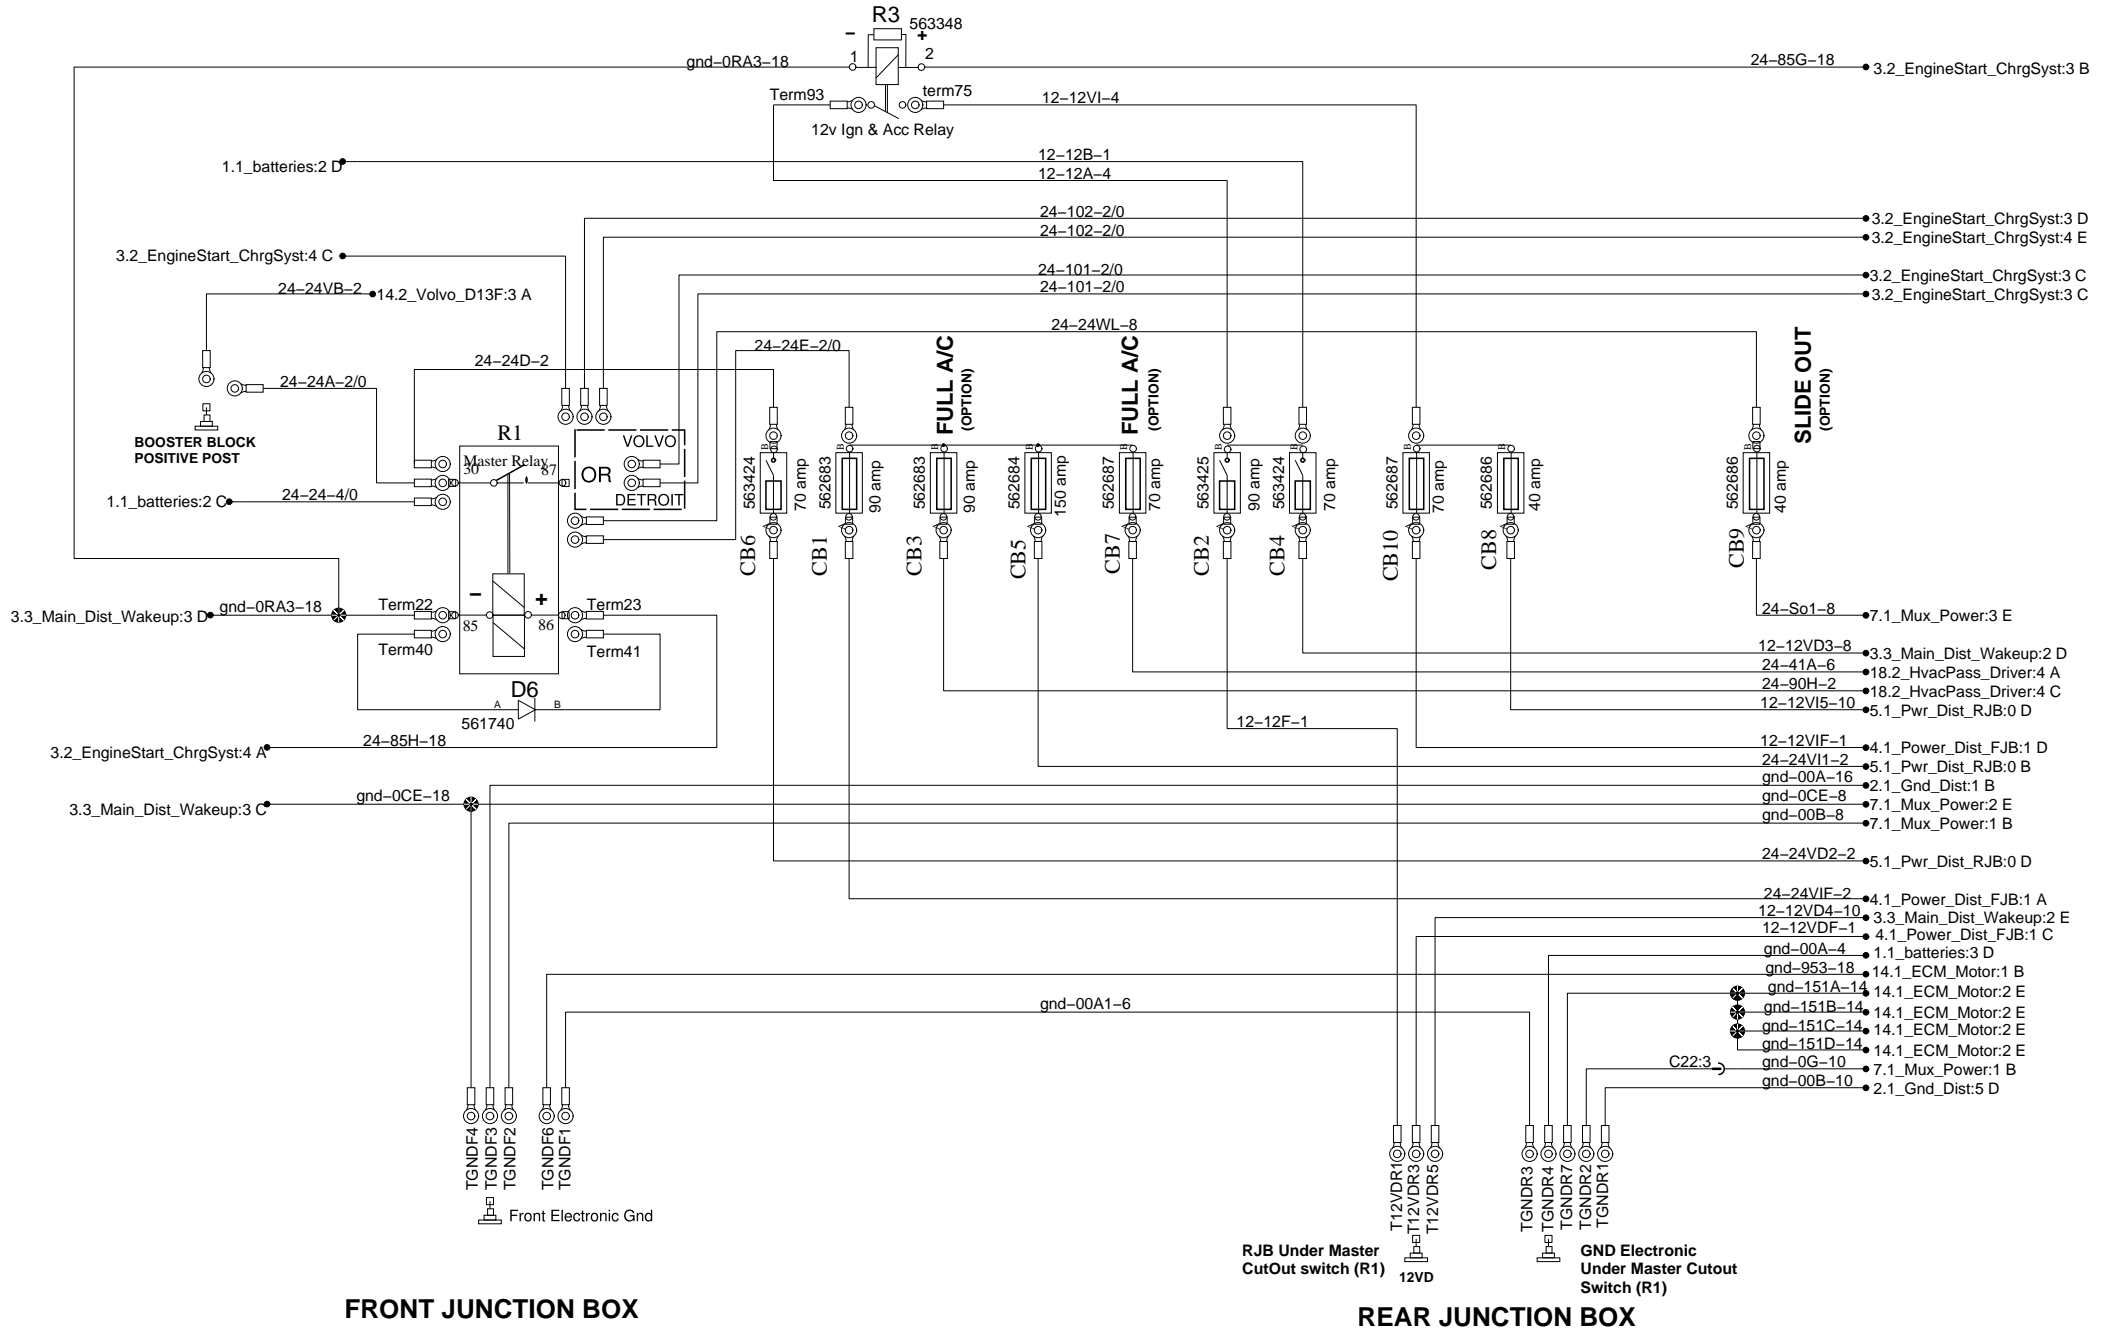 R3
563348
−
+
1
2
gnd−0RA3−18
24−85G−18
3.2_EngineStart_ChrgSyst:3 B
Term93
term75
12−12VI−4
12v Ign & Acc Relay
1.1_batteries:2 D
12−12B−1
12−12A−4
24−102−2/0
3.2_EngineStart_ChrgSyst:3 D
24−102−2/0
3.2_EngineStart_ChrgSyst:4 E
3.2_EngineStart_ChrgSyst:4 C
24−101−2/0
3.2_EngineStart_ChrgSyst:3 C
24−24VB−2
14.2_Volvo_D13F:3 A
24−101−2/0
3.2_EngineStart_ChrgSyst:3 C
24−24WL−8
24−24E−2/0
24−24D−2
24−24A−2/0
FULL A/C
(OPTION)
FULL A/C
(OPTION)
SLIDE OUT
(OPTION)
BOOSTER BLOCK
POSITIVE POST
R1
Master Relay
30
87
VOLVO
OR
DETROIT
1.1_batteries:2 C
24−24−4/0
B
563424
70 amp
CB6
B
562683
90 amp
CB1
B
562683
90 amp
CB3
B
562684
150 amp
CB5
B
562687
70 amp
CB7
B
563425
90 amp
CB2
B
563424
70 amp
CB4
B
562687
70 amp
CB10
B
562686
40 amp
CB8
B
562686
40 amp
CB9
3.3_Main_Dist_Wakeup:3 D
gnd−0RA3−18
Term22
−
+
Term23
85
86
Term40
Term41
D6
A
B
561740
24−So1−8
7.1_Mux_Power:3 E
12−12VD3−8
3.3_Main_Dist_Wakeup:2 D
24−41A−6
18.2_HvacPass_Driver:4 A
24−90H−2
18.2_HvacPass_Driver:4 C
12−12VI5−10
5.1_Pwr_Dist_RJB:0 D
12−12F−1
3.2_EngineStart_ChrgSyst:4 A
24−85H−18
12−12VIF−1
4.1_Power_Dist_FJB:1 D
24−24VI1−2
5.1_Pwr_Dist_RJB:0 B
gnd−00A−16
2.1_Gnd_Dist:1 B
3.3_Main_Dist_Wakeup:3 C
gnd−0CE−18
gnd−0CE−8
7.1_Mux_Power:2 E
gnd−00B−8
7.1_Mux_Power:1 B
24−24VD2−2
5.1_Pwr_Dist_RJB:0 D
24−24VIF−2
4.1_Power_Dist_FJB:1 A
12−12VD4−10
3.3_Main_Dist_Wakeup:2 E
12−12VDF−1
4.1_Power_Dist_FJB:1 C
gnd−00A−4
1.1_batteries:3 D
gnd−953−18
14.1_ECM_Motor:1 B
gnd−151A−14
14.1_ECM_Motor:2 E
gnd−00A1−6
gnd−151B−14
14.1_ECM_Motor:2 E
gnd−151C−14
14.1_ECM_Motor:2 E
gnd−151D−14
14.1_ECM_Motor:2 E
C22:3
gnd−0G−10
7.1_Mux_Power:1 B
gnd−00B−10
2.1_Gnd_Dist:5 D
TGNDF4
TGNDF3
TGNDF2
TGNDF6
TGNDF1
Front Electronic Gnd
T12VDR1
T12VDR3
T12VDR5
TGNDR3
TGNDR4
TGNDR7
TGNDR2
TGNDR1
RJB Under Master
CutOut switch (R1)
12VD
GND Electronic
Under Master Cutout
Switch (R1)
FRONT JUNCTION BOX
REAR JUNCTION BOX